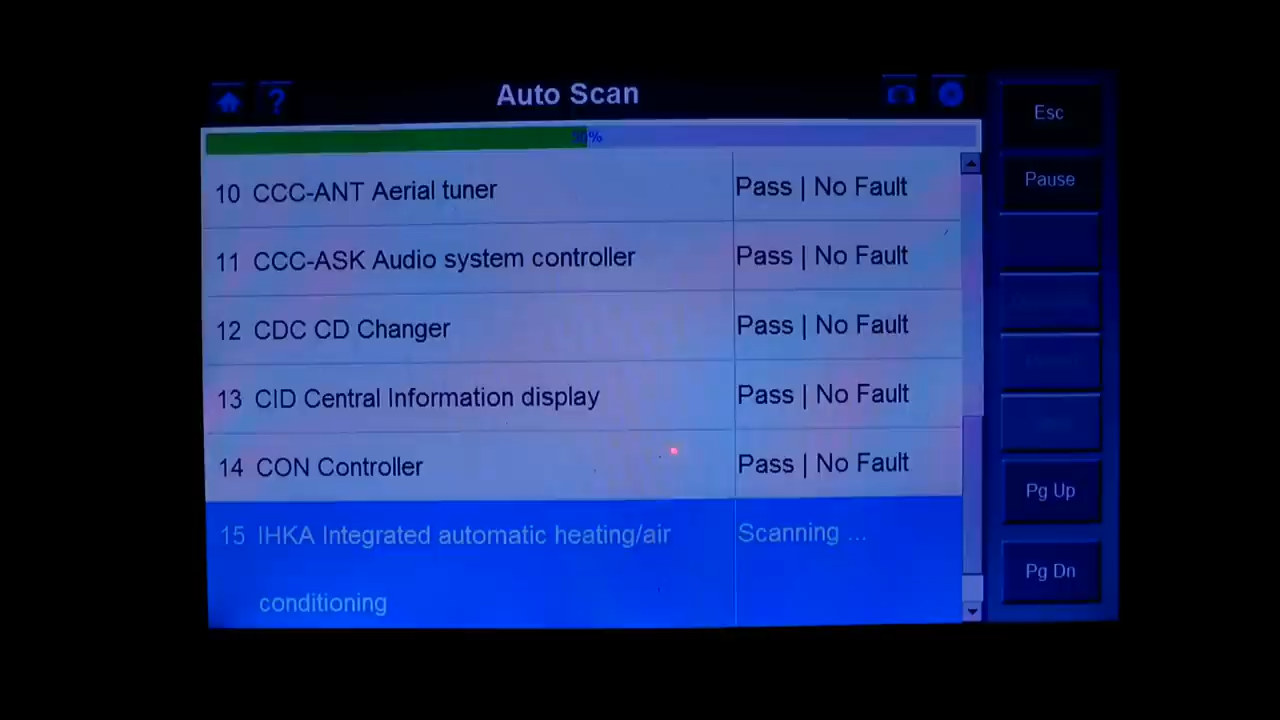 ?
Auto Scan
Esc
Pause
10 CCC-ANT Aerial tuner Pass | No Fault
11 CCC-ASK Audio system controller Pass | No Fault
12 CDC CD Changer Pass | No Fault
13 CID Central Information display Pass | No Fault
14 CON Controller Pass | No Fault
15 IHKA Integrated automatic heating/air Scanning ...
conditioning
Pg Up
Pg Dn